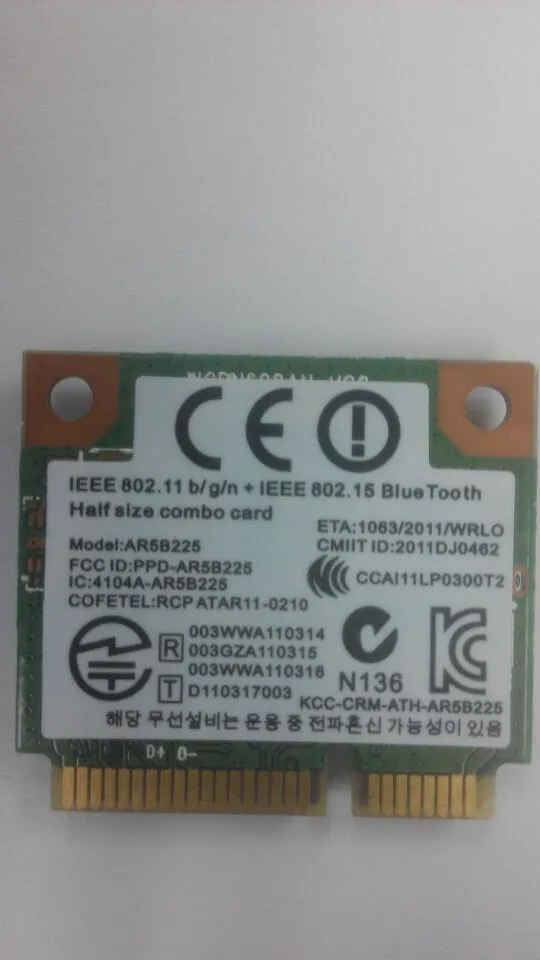 CE
IEEE 802.11 b/g/n + IEEE 802.15 BlueTooth
Half size combo card
ETA:1063/2011/WRLO
Model:AR5B225
CMIIT ID:2011DJ0462
FCC ID:PPD-AR5B225
IC:4104A-AR5B225
CCAI11LP0300T2
COFETEL:RCPATAR11-0210
R 003WWA110314
003GZA110315
003WWA110316
T D110317003
N136
KCC-CRM-ATH-AR5B225
해당 무선설비는 운용 중 전파혼신 가능성이 있음
D+ D-